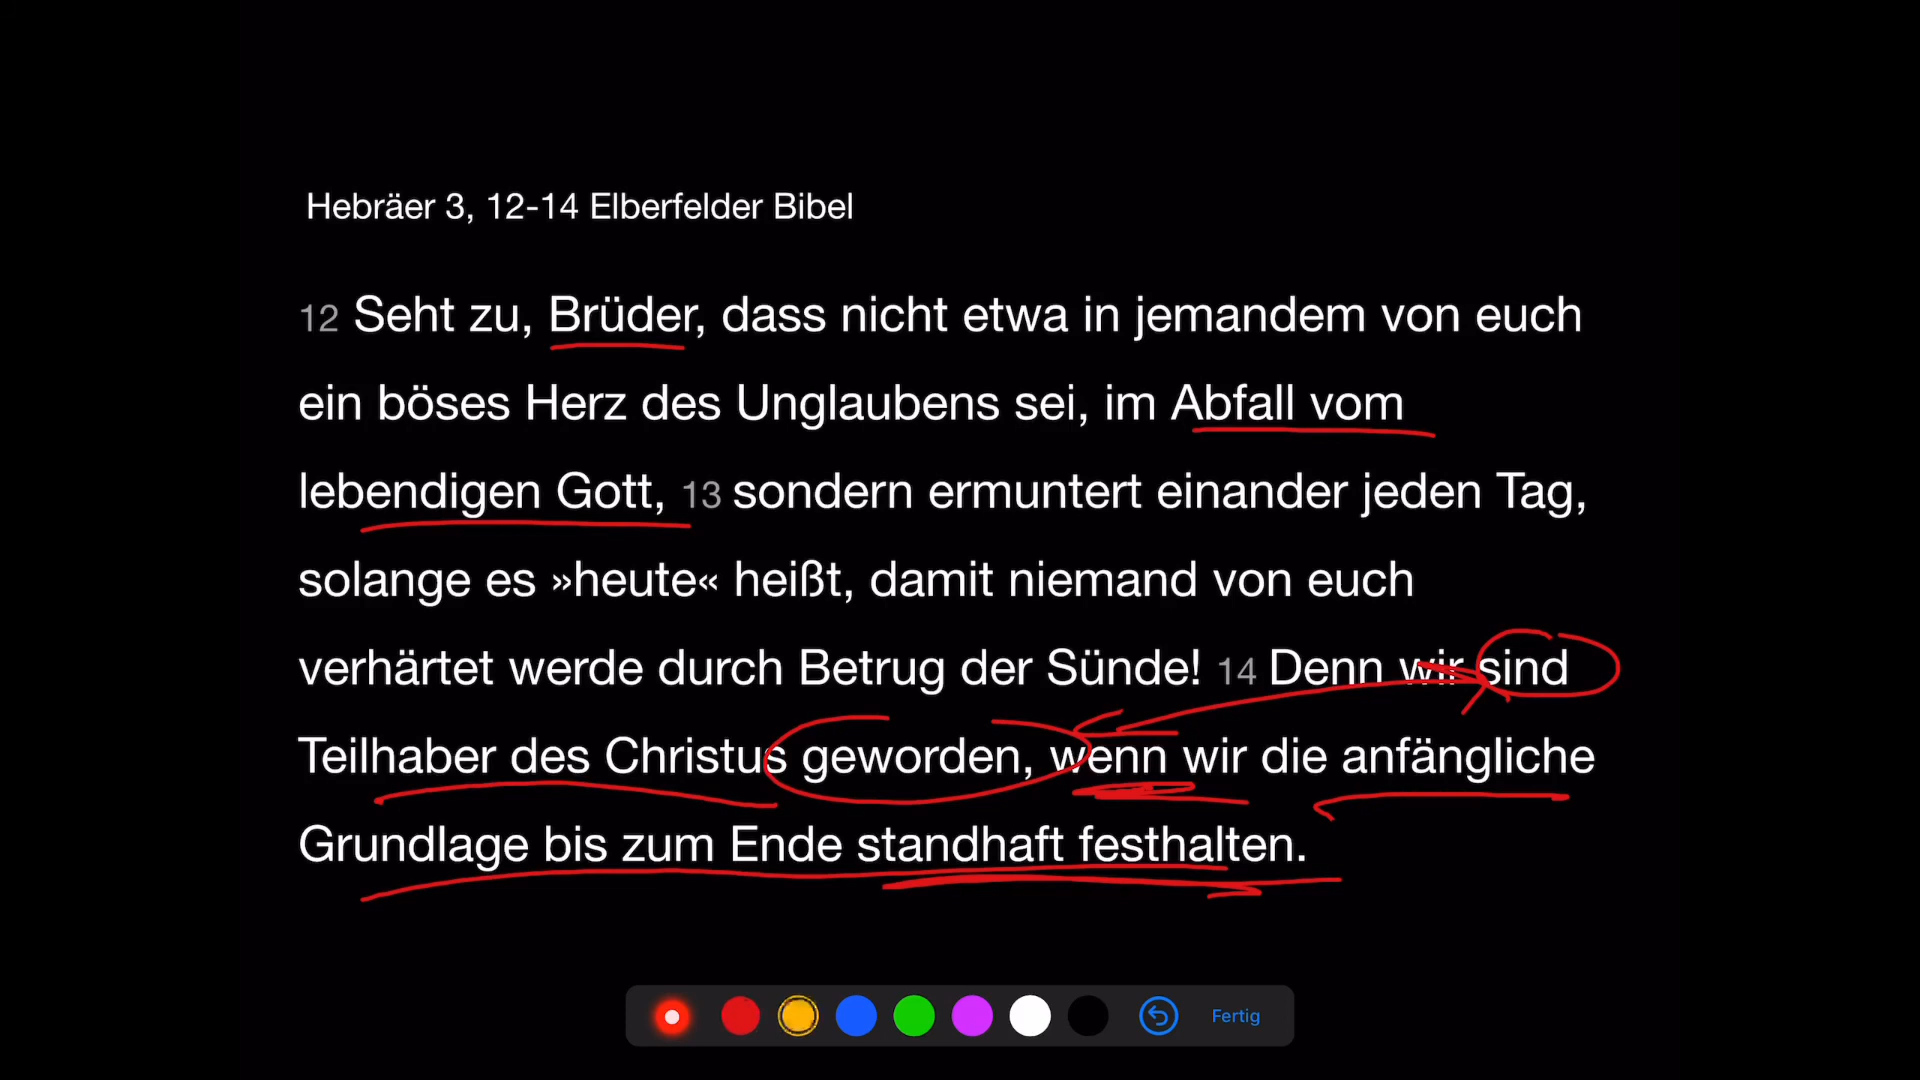 Hebräer 3, 12-14 Elberfelder Bibel
12 Seht zu, Brüder, dass nicht etwa in jemandem von euch
ein böses Herz des Unglaubens sei, im Abfall vom
lebendigen Gott, 13 sondern ermuntert einander jeden Tag,
solange es »heute« heißt, damit niemand von euch
verhärtet werde durch Betrug der Sünde! 14 Denn wir sind
Teilhaber des Christus geworden, wenn wir die anfängliche
Grundlage bis zum Ende standhaft festhalten.
Fertig